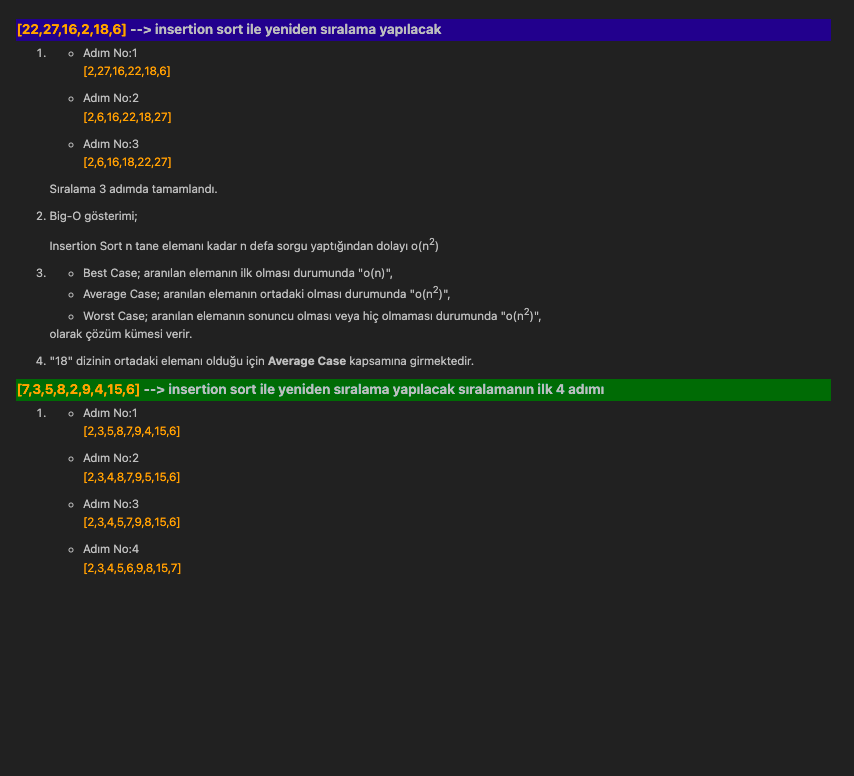 [22,27,16,2,18,6] --> insertion sort ile yeniden sıralama yapılacak
1. ◦ Adım No:1
[2,27,16,22,18,6]
◦ Adım No:2
[2,6,16,22,18,27]
◦ Adım No:3
[2,6,16,18,22,27]
Sıralama 3 adımda tamamlandı.
2. Big-O gösterimi;
Insertion Sort n tane elemanı kadar n defa sorgu yaptığından dolayı o(n²)
3. ◦ Best Case; aranılan elemanın ilk olması durumunda "o(n)",
◦ Average Case; aranılan elemanın ortadaki olması durumunda "o(n²)",
◦ Worst Case; aranılan elemanın sonuncu olması veya hiç olmaması durumunda "o(n²)",
olarak çözüm kümesi verir.
4. "18" dizinin ortadaki elemanı olduğu için Average Case kapsamına girmektedir.
[7,3,5,8,2,9,4,15,6] --> insertion sort ile yeniden sıralama yapılacak sıralamanın ilk 4 adımı
1. ◦ Adım No:1
[2,3,5,8,7,9,4,15,6]
◦ Adım No:2
[2,3,4,8,7,9,5,15,6]
◦ Adım No:3
[2,3,4,5,7,9,8,15,6]
◦ Adım No:4
[2,3,4,5,6,9,8,15,7]